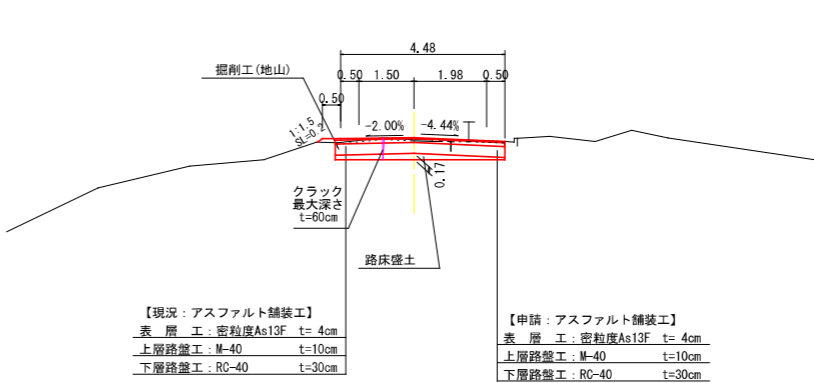 4.48
掘削工(地山)
0.50 1.50 1.98 0.50
0.50
1:1.5
SL=0.2
-2.00% -4.44%
0.17
クラック
最大深さ
t=60cm
路床盛土
【現況：アスファルト舗装工】
表 層 工：密粒度As13F t= 4cm
上層路盤工：M-40 t=10cm
下層路盤工：RC-40 t=30cm
【申請：アスファルト舗装工】
表 層 工：密粒度As13F t= 4cm
上層路盤工：M-40 t=10cm
下層路盤工：RC-40 t=30cm